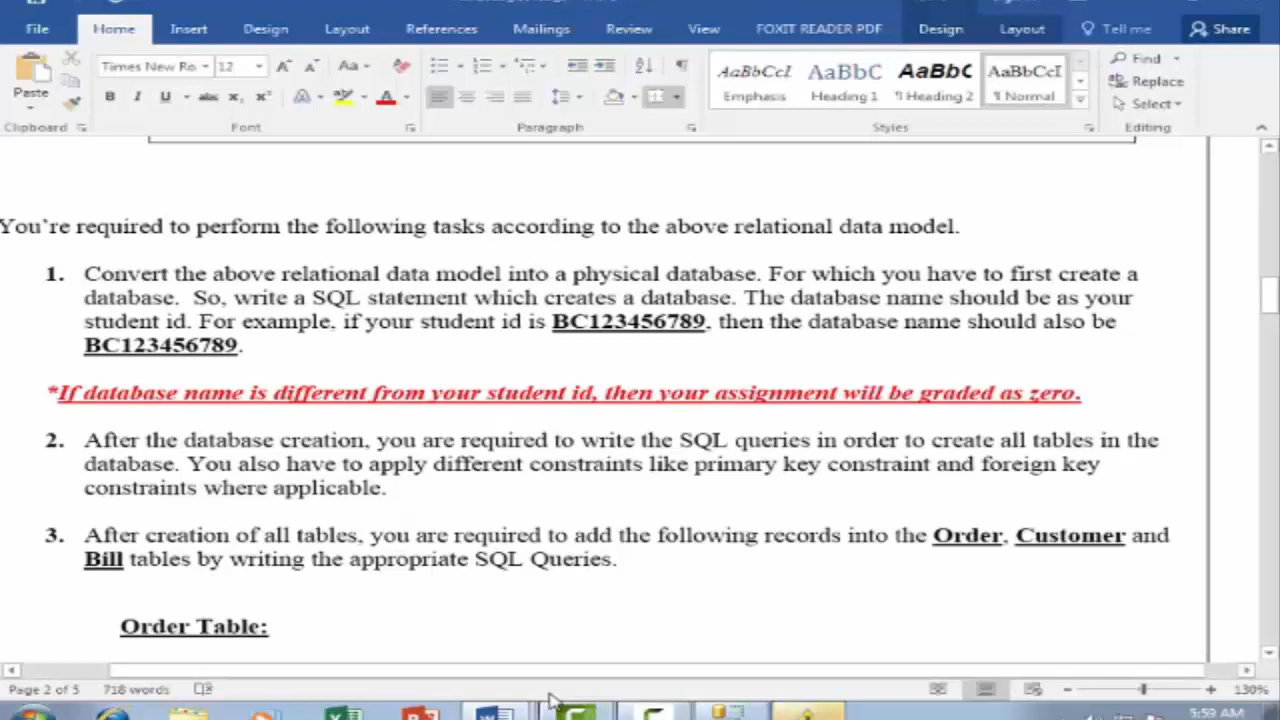 File Home Insert Design Layout References Mailings Review View FOXIT READER PDF Design Layout Tell me Share
Times New Ro 12 Aa Find
Paste Replace
B I U abc x, x² A A Select
AaBbCcI AaBbC AaBbC AaBbCcI
Emphasis Heading 1 ¶ Heading 2 ¶ Normal
Clipboard Font Paragraph Styles Editing
You’re required to perform the following tasks according to the above relational data model.
1. Convert the above relational data model into a physical database. For which you have to first create a
database. So, write a SQL statement which creates a database. The database name should be as your
student id. For example, if your student id is BC123456789, then the database name should also be
BC123456789.
*If database name is different from your student id, then your assignment will be graded as zero.
2. After the database creation, you are required to write the SQL queries in order to create all tables in the
database. You also have to apply different constraints like primary key constraint and foreign key
constraints where applicable.
3. After creation of all tables, you are required to add the following records into the Order, Customer and
Bill tables by writing the appropriate SQL Queries.
Order Table:
Page 2 of 5 718 words 130%
5:59 AM